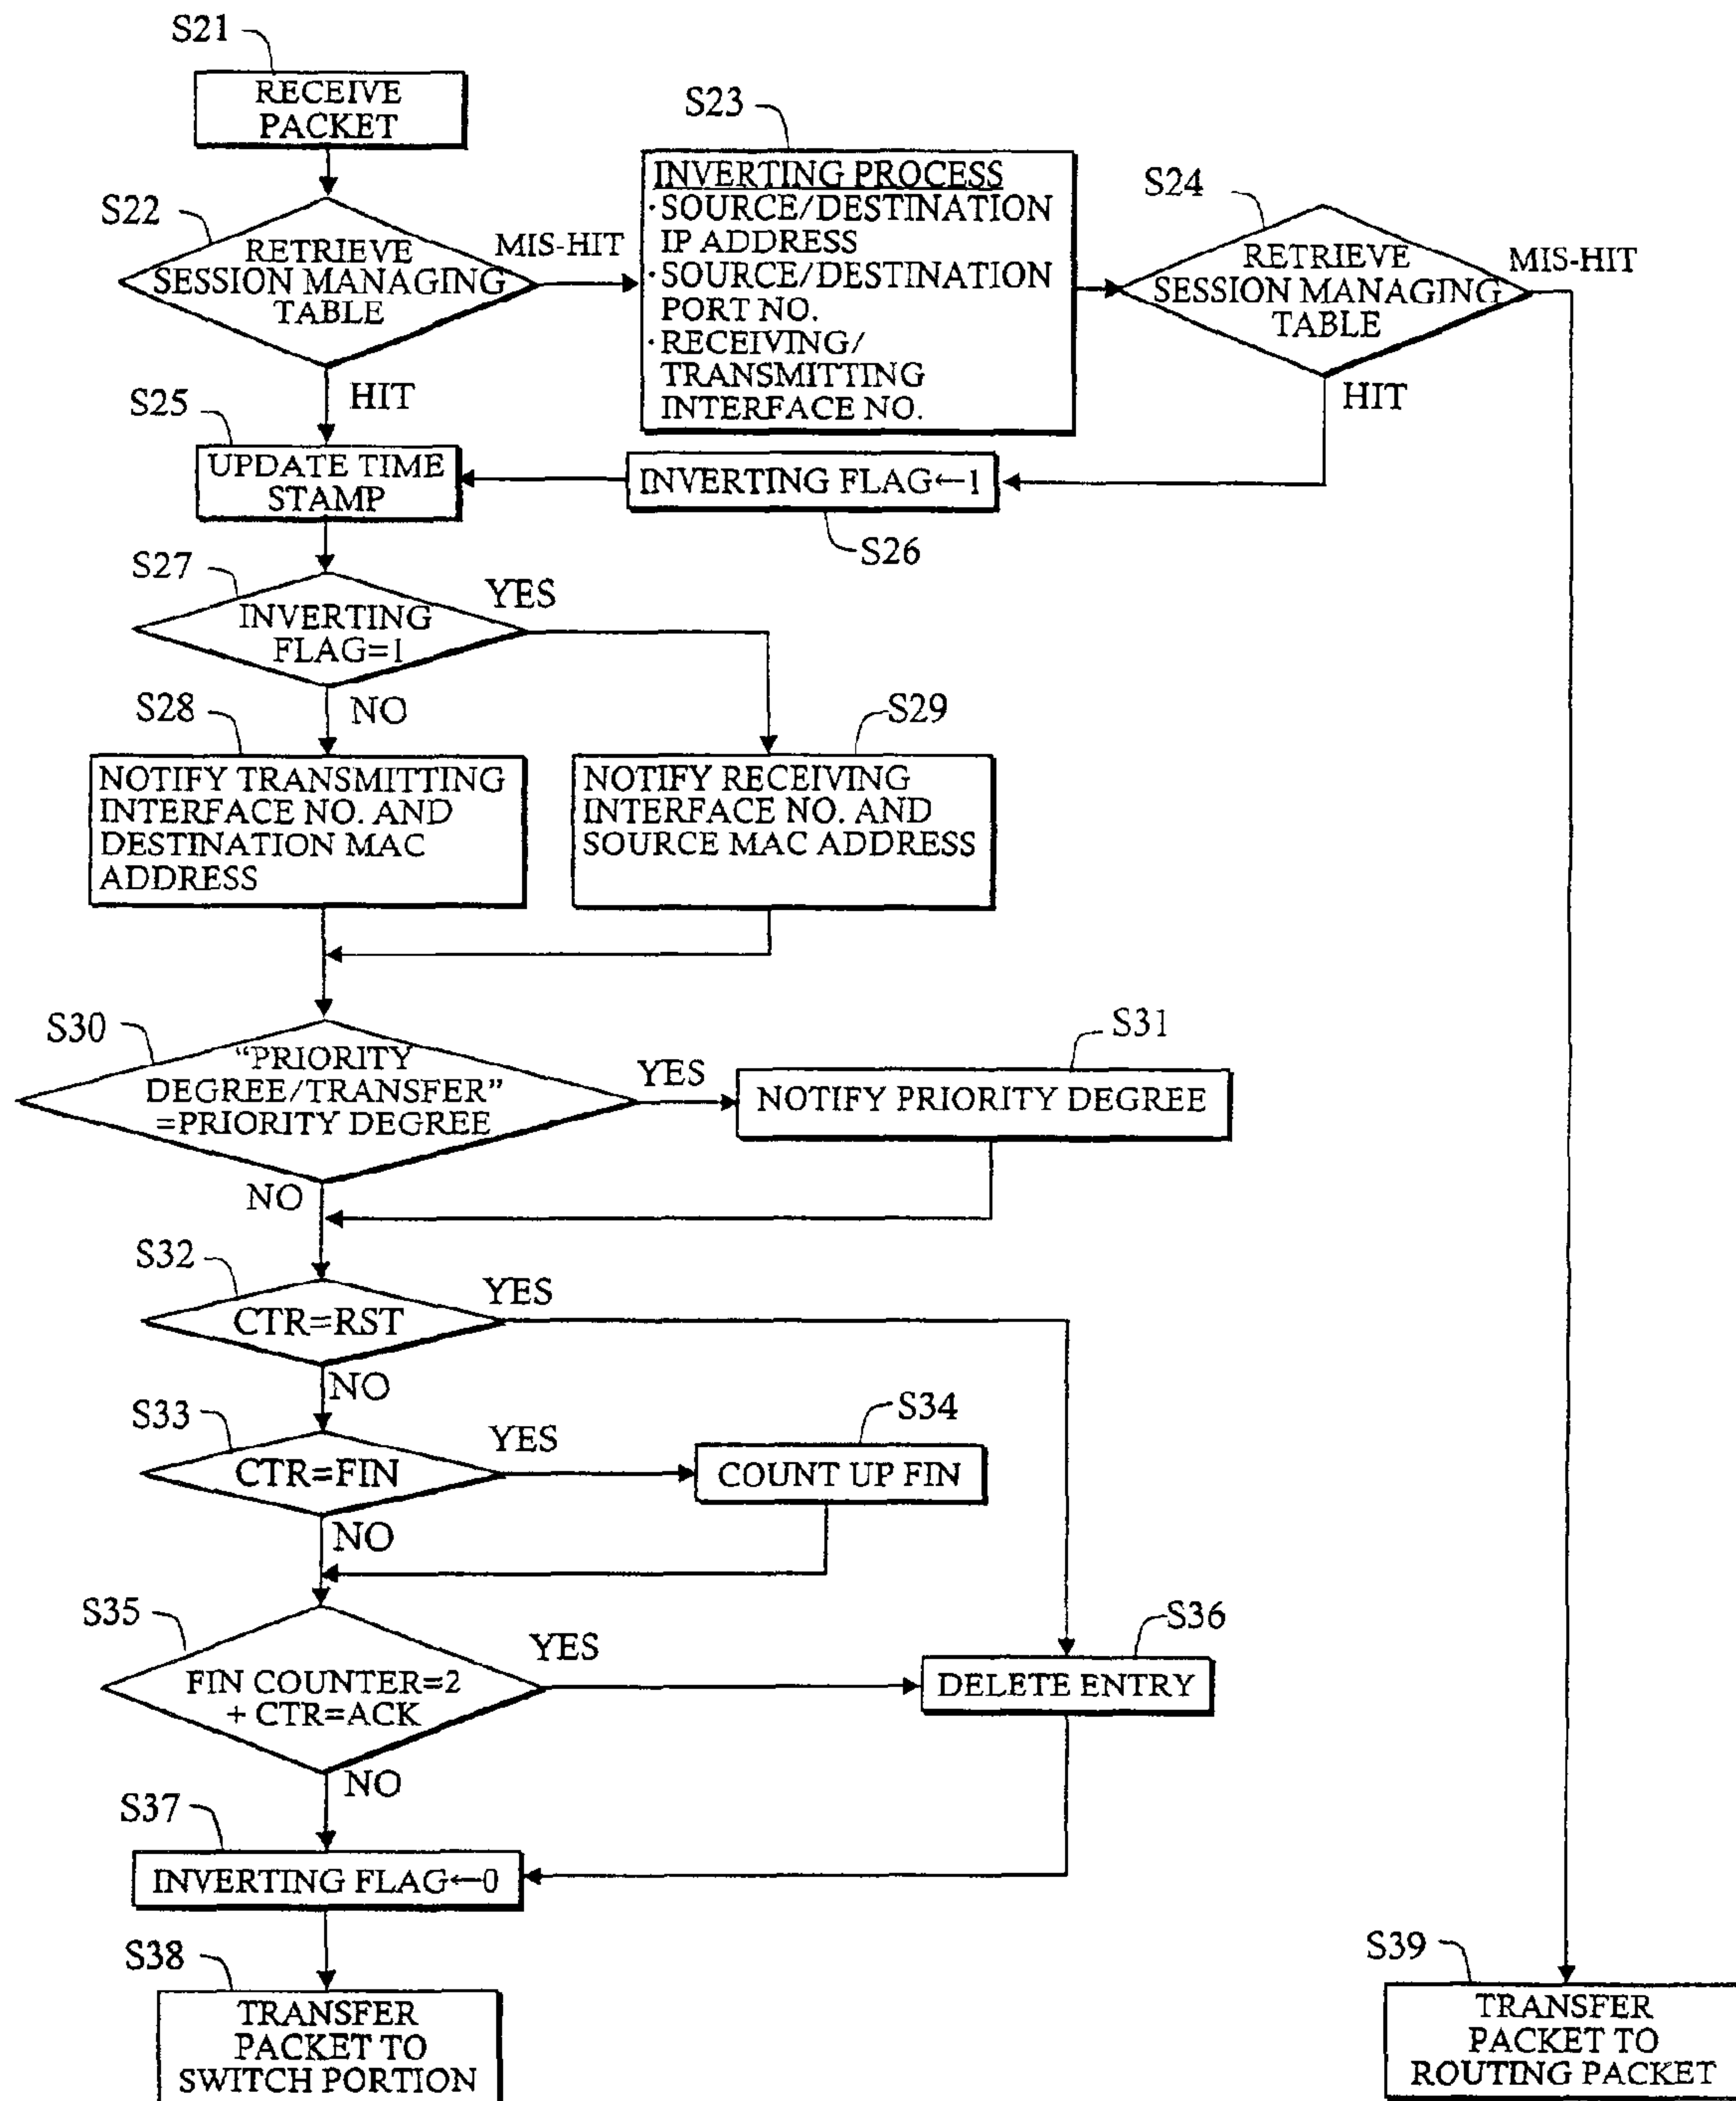 S21
RECEIVE
PACKET
S22
RETRIEVE
SESSION MANAGING
TABLE
MIS-HIT
HIT
S23
INVERTING PROCESS
·SOURCE/DESTINATION
IP ADDRESS
·SOURCE/DESTINATION
PORT NO.
·RECEIVING/
TRANSMITTING
INTERFACE NO.
S24
RETRIEVE
SESSION MANAGING
TABLE
MIS-HIT
HIT
S25
UPDATE TIME
STAMP
INVERTING FLAG←1
S26
S27
INVERTING
FLAG=1
YES
NO
S28
NOTIFY TRANSMITTING
INTERFACE NO. AND
DESTINATION MAC
ADDRESS
S29
NOTIFY RECEIVING
INTERFACE NO. AND
SOURCE MAC ADDRESS
S30
“PRIORITY
DEGREE/TRANSFER”
=PRIORITY DEGREE
YES
NO
S31
NOTIFY PRIORITY DEGREE
S32
CTR=RST
YES
NO
S33
CTR=FIN
YES
NO
S34
COUNT UP FIN
S35
FIN COUNTER=2
+ CTR=ACK
YES
NO
S36
DELETE ENTRY
S37
INVERTING FLAG←0
S38
TRANSFER
PACKET TO
SWITCH PORTION
S39
TRANSFER
PACKET TO
ROUTING PACKET